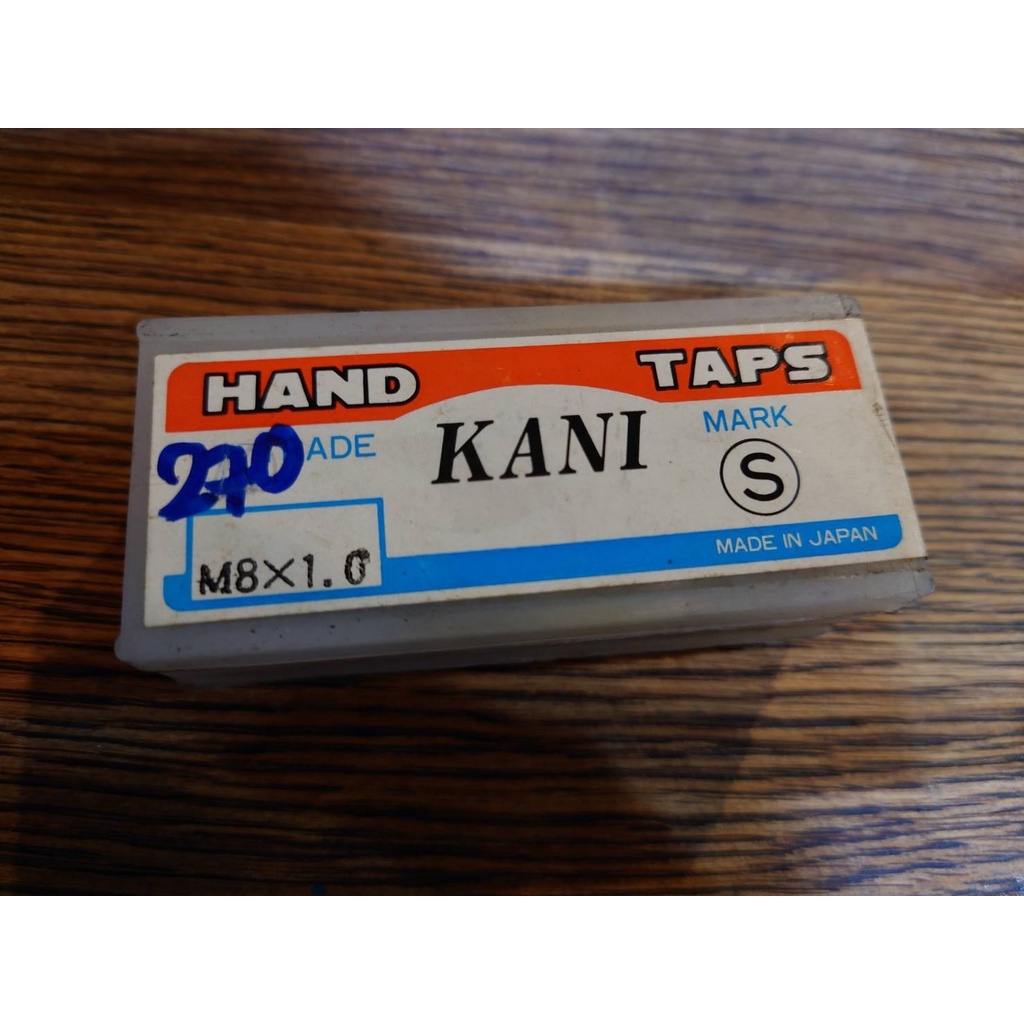 HAND TAPS
270 ADE KANI MARK
S
M8×1.0 MADE IN JAPAN